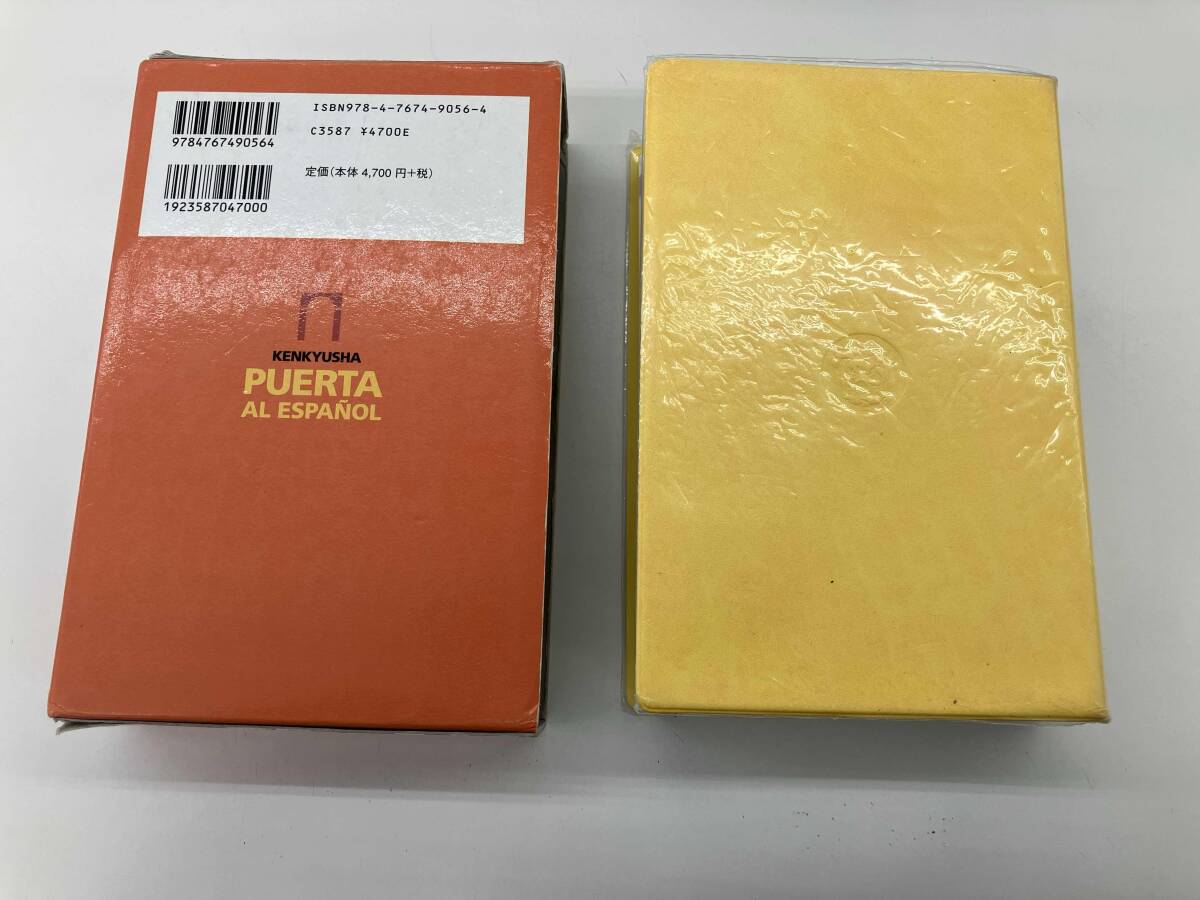 ISBN978-4-7674-9056-4
C3587 ¥4700E
9784767490564
定価(本体 4,700 円+税)
1923587047000
KENKYUSHA
PUERTA
AL ESPAÑOL